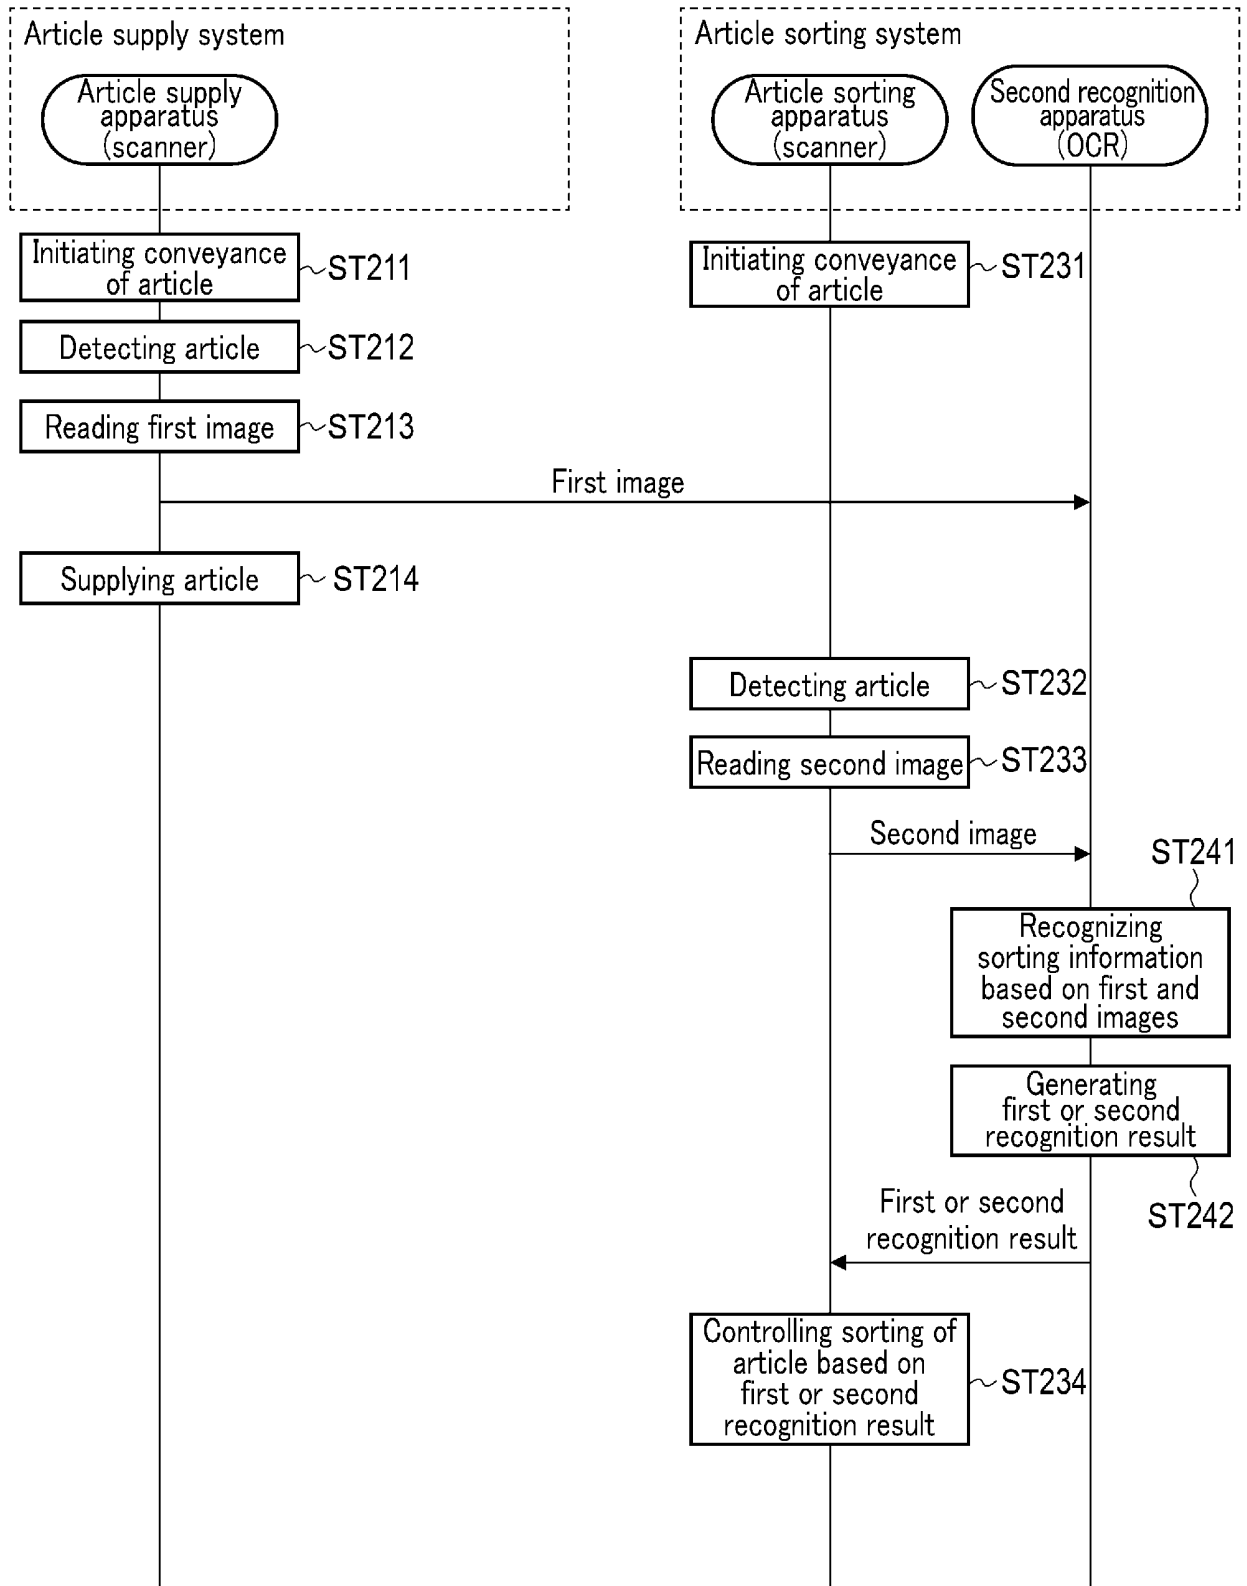 Article supply system
Article supply
apparatus
(scanner)
Article sorting system
Article sorting
apparatus
(scanner)
Second recognition
apparatus
(OCR)
Initiating conveyance
of article
ST211
Initiating conveyance
of article
ST231
Detecting article
ST212
Reading first image
ST213
First image
Supplying article
ST214
Detecting article
ST232
Reading second image
ST233
Second image
ST241
Recognizing
sorting information
based on first and
second images
Generating
first or second
recognition result
ST242
First or second
recognition result
Controlling sorting of
article based on
first or second
recognition result
ST234